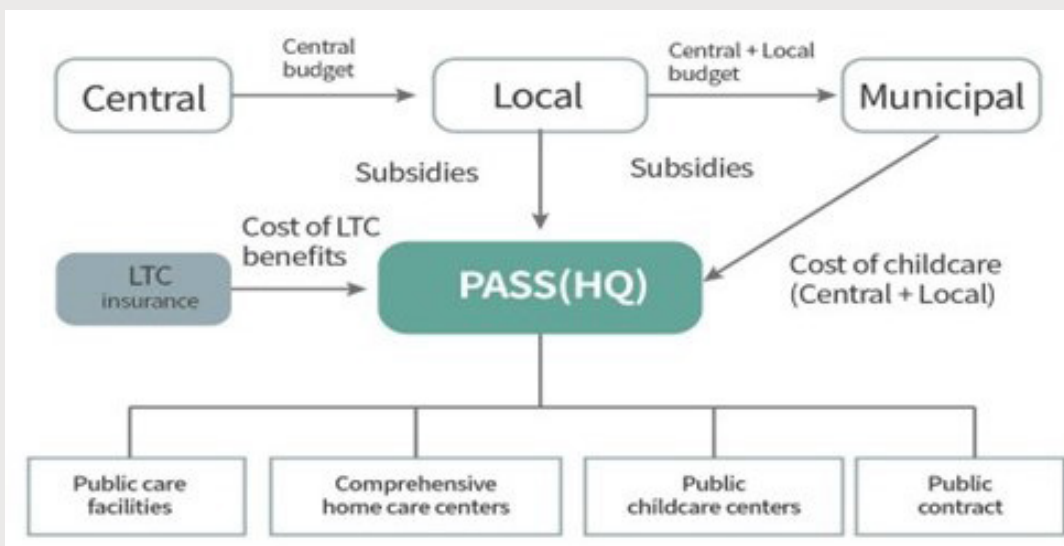 Central
Central
budget
Local
Central + Local
budget
Municipal
Subsidies
Subsidies
Cost of LTC
benefits
LTC
insurance
PASS(HQ)
Cost of childcare
(Central + Local)
Public care
facilities
Comprehensive
home care centers
Public
childcare centers
Public
contract